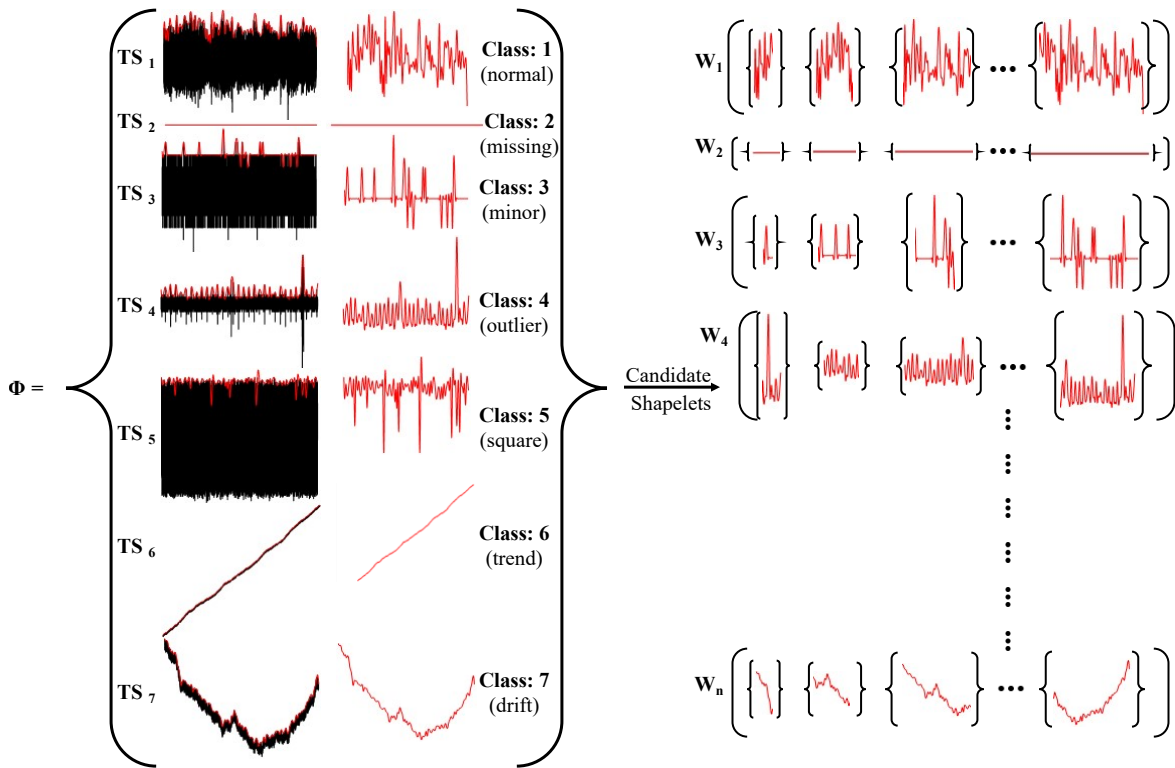 Φ =
TS 1
Class: 1
(normal)
TS 2
Class: 2
(missing)
TS 3
Class: 3
(minor)
TS 4
Class: 4
(outlier)
TS 5
Class: 5
(square)
TS 6
Class: 6
(trend)
TS 7
Class: 7
(drift)
Candidate
Shapelets
W1
W2
W3
W4
Wn